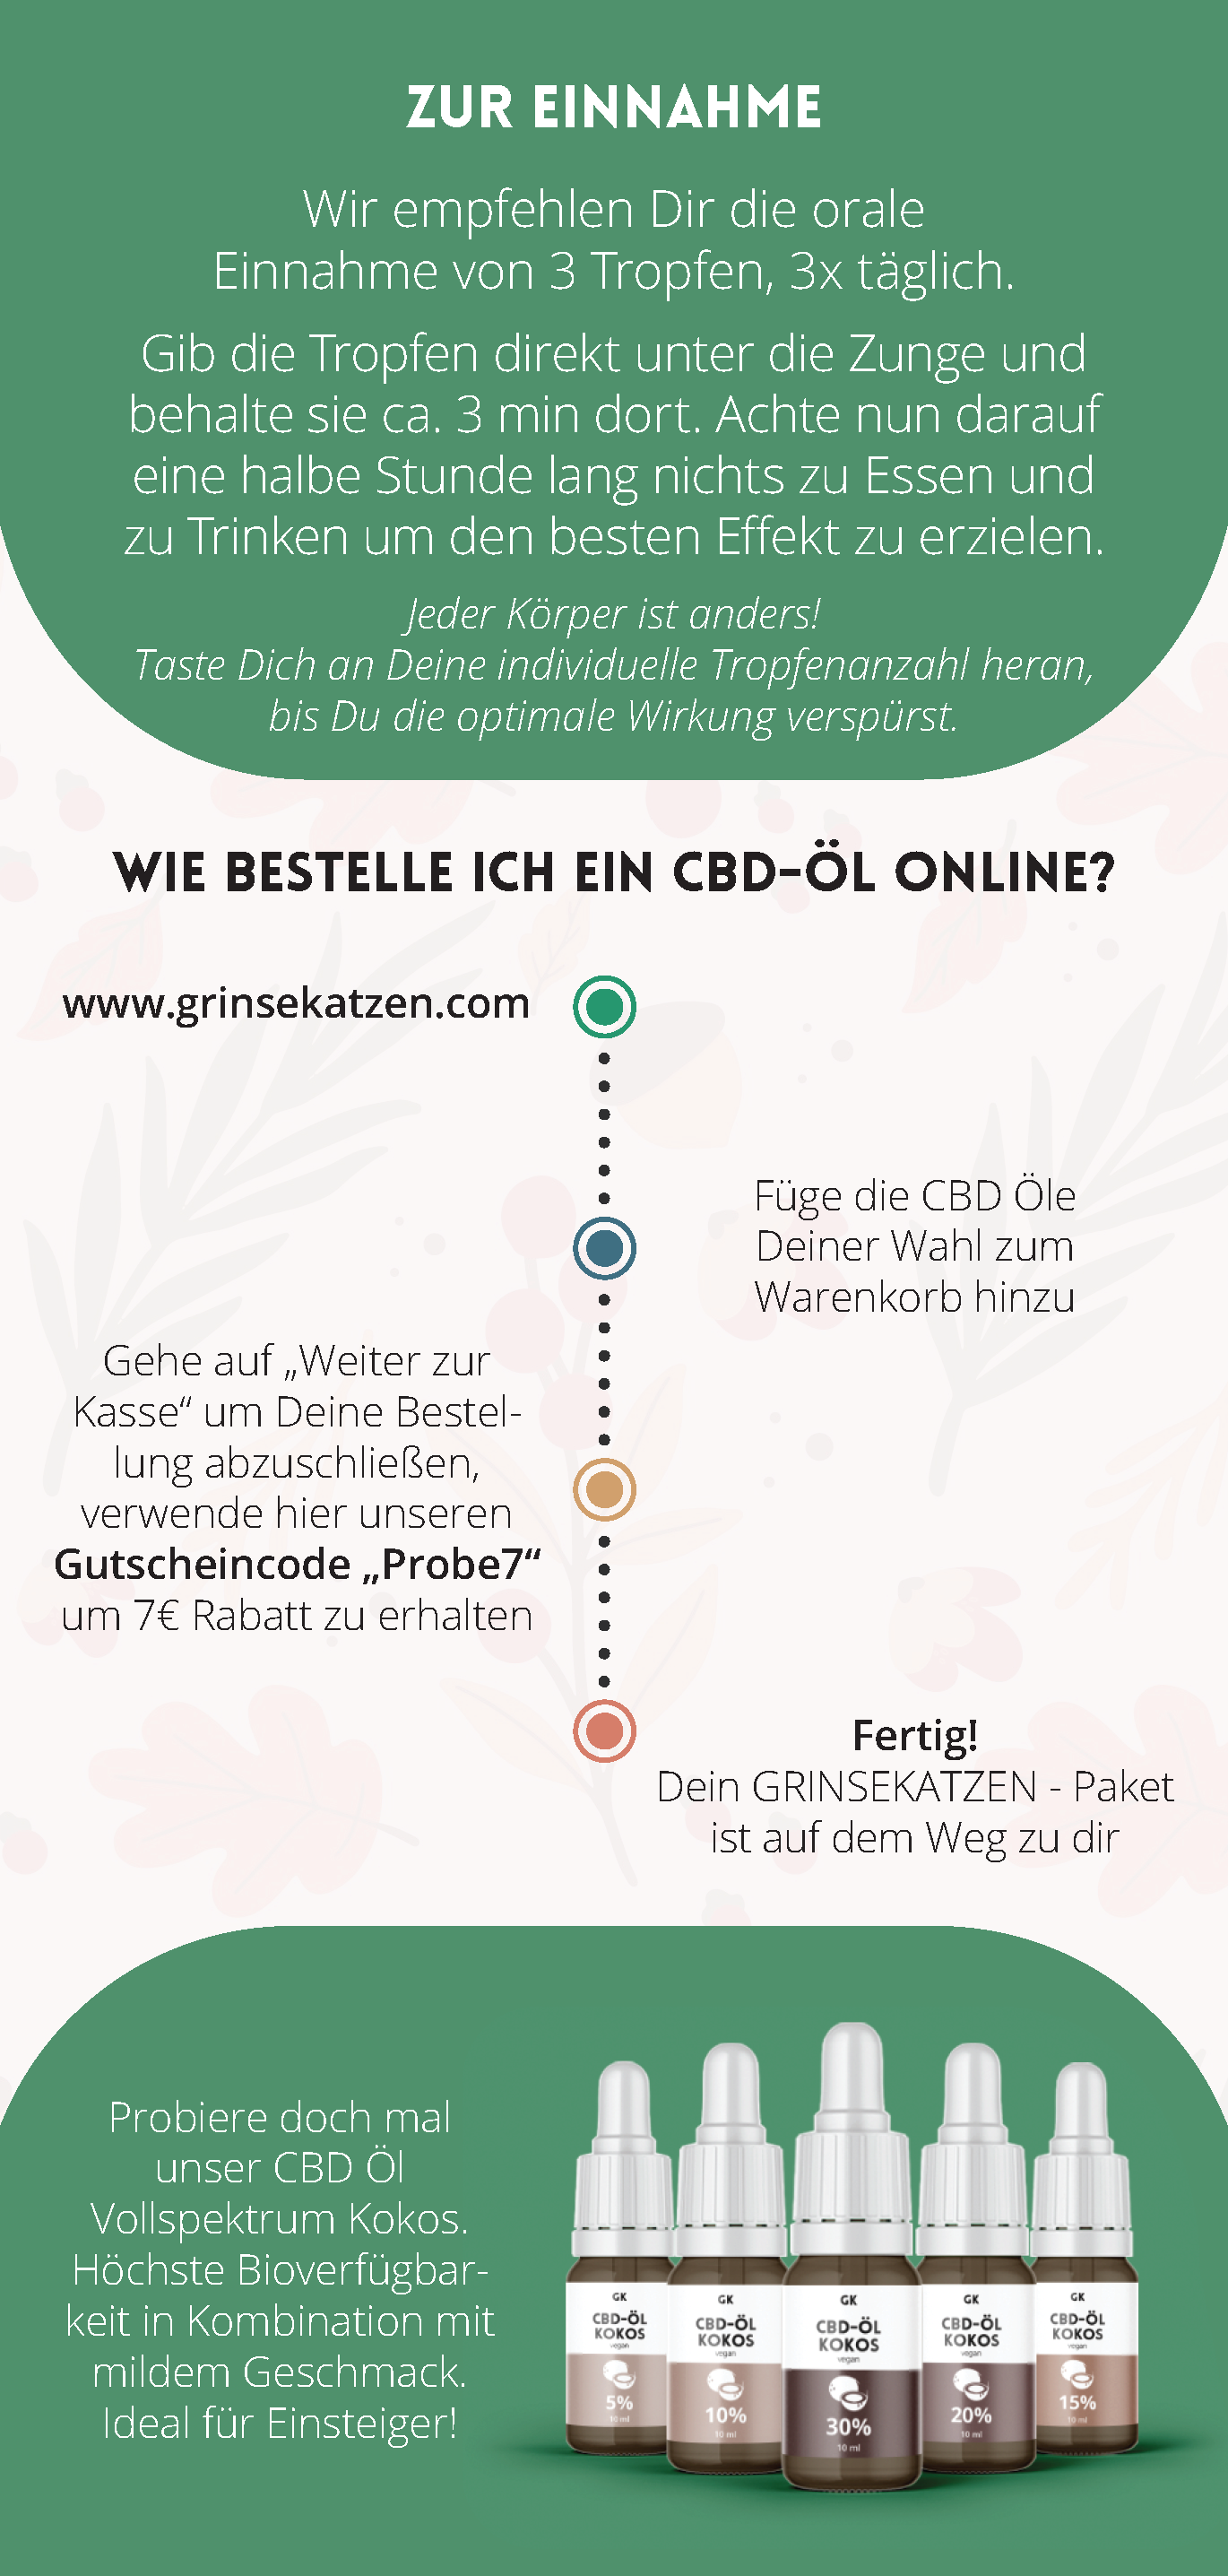 ZUR EINNAHME
Wir empfehlen Dir die orale
Einnahme von 3 Tropfen, 3x täglich.
Gib die Tropfen direkt unter die Zunge und
behalte sie ca. 3 min dort. Achte nun darauf
eine halbe Stunde lang nichts zu Essen und
zu Trinken um den besten Effekt zu erzielen.
Jeder Körper ist anders!
Taste Dich an Deine individuelle Tropfenanzahl heran,
bis Du die optimale Wirkung verspürst.
WIE BESTELLE ICH EIN CBD-ÖL ONLINE?
www.grinsekatzen.com
Füge die CBD Öle
Deiner Wahl zum
Warenkorb hinzu
Gehe auf „Weiter zur
Kasse“ um Deine Bestel-
lung abzuschließen,
verwende hier unseren
Gutscheincode „Probe7“
um 7€ Rabatt zu erhalten
Fertig!
Dein GRINSEKATZEN - Paket
ist auf dem Weg zu dir
Probiere doch mal
unser CBD Öl
Vollspektrum Kokos.
Höchste Bioverfügbar-
keit in Kombination mit
mildem Geschmack.
Ideal für Einsteiger!
GK
CBD-ÖL
KOKOS
vegan
5%
10 ml
GK
CBD-ÖL
KOKOS
vegan
10%
10 ml
GK
CBD-ÖL
KOKOS
vegan
30%
10 ml
GK
CBD-ÖL
KOKOS
vegan
20%
10 ml
GK
CBD-ÖL
KOKOS
vegan
15%
10 ml